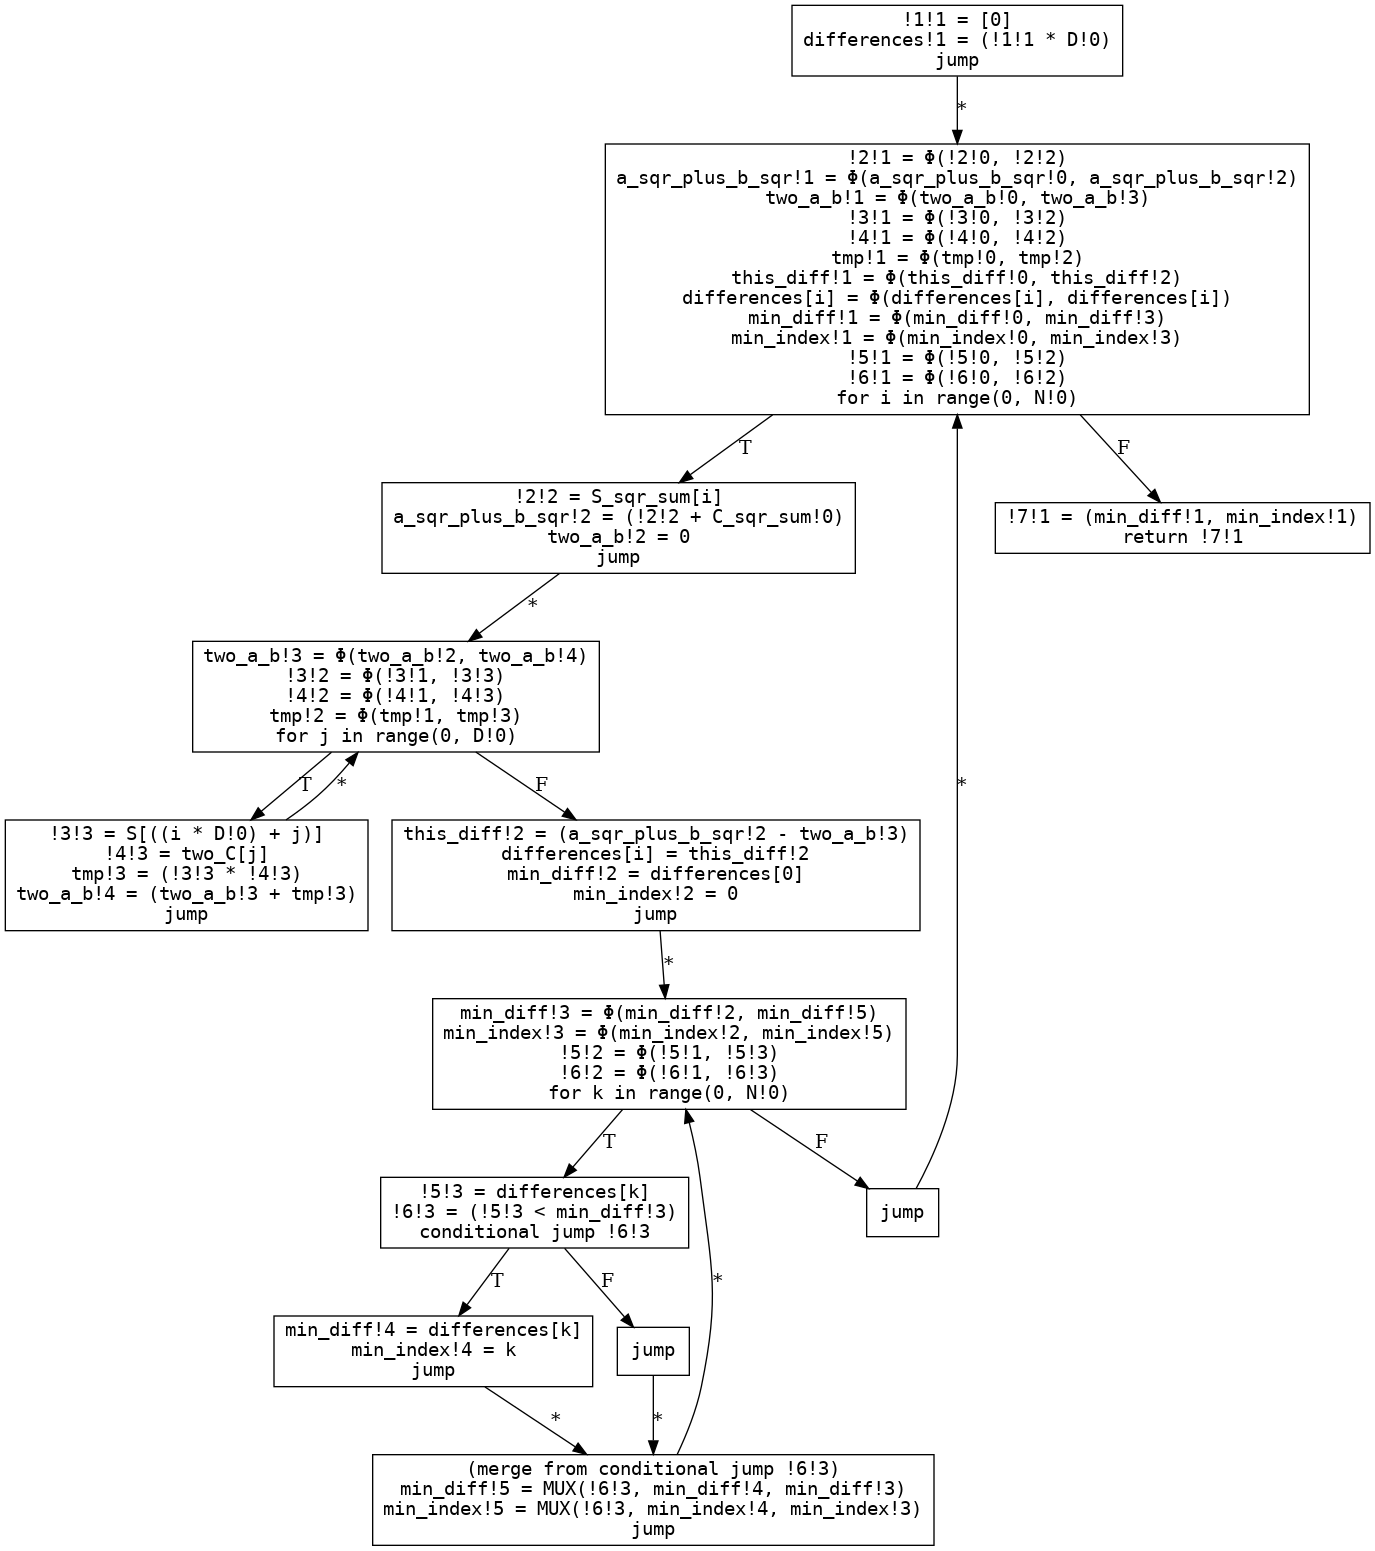 !1!1 = [0]
differences!1 = (!1!1 * D!0)
jump
*
!2!1 = Φ(!2!0, !2!2)
a_sqr_plus_b_sqr!1 = Φ(a_sqr_plus_b_sqr!0, a_sqr_plus_b_sqr!2)
two_a_b!1 = Φ(two_a_b!0, two_a_b!3)
!3!1 = Φ(!3!0, !3!2)
!4!1 = Φ(!4!0, !4!2)
tmp!1 = Φ(tmp!0, tmp!2)
this_diff!1 = Φ(this_diff!0, this_diff!2)
differences[i] = Φ(differences[i], differences[i])
min_diff!1 = Φ(min_diff!0, min_diff!3)
min_index!1 = Φ(min_index!0, min_index!3)
!5!1 = Φ(!5!0, !5!2)
!6!1 = Φ(!6!0, !6!2)
for i in range(0, N!0)
T
F
!2!2 = S_sqr_sum[i]
a_sqr_plus_b_sqr!2 = (!2!2 + C_sqr_sum!0)
two_a_b!2 = 0
jump
!7!1 = (min_diff!1, min_index!1)
return !7!1
*
two_a_b!3 = Φ(two_a_b!2, two_a_b!4)
!3!2 = Φ(!3!1, !3!3)
!4!2 = Φ(!4!1, !4!3)
tmp!2 = Φ(tmp!1, tmp!3)
for j in range(0, D!0)
T
*
F
*
!3!3 = S[((i * D!0) + j)]
!4!3 = two_C[j]
tmp!3 = (!3!3 * !4!3)
two_a_b!4 = (two_a_b!3 + tmp!3)
jump
this_diff!2 = (a_sqr_plus_b_sqr!2 - two_a_b!3)
differences[i] = this_diff!2
min_diff!2 = differences[0]
min_index!2 = 0
jump
*
min_diff!3 = Φ(min_diff!2, min_diff!5)
min_index!3 = Φ(min_index!2, min_index!5)
!5!2 = Φ(!5!1, !5!3)
!6!2 = Φ(!6!1, !6!3)
for k in range(0, N!0)
T
F
!5!3 = differences[k]
!6!3 = (!5!3 < min_diff!3)
conditional jump !6!3
jump
T
F
*
min_diff!4 = differences[k]
min_index!4 = k
jump
jump
*
*
(merge from conditional jump !6!3)
min_diff!5 = MUX(!6!3, min_diff!4, min_diff!3)
min_index!5 = MUX(!6!3, min_index!4, min_index!3)
jump